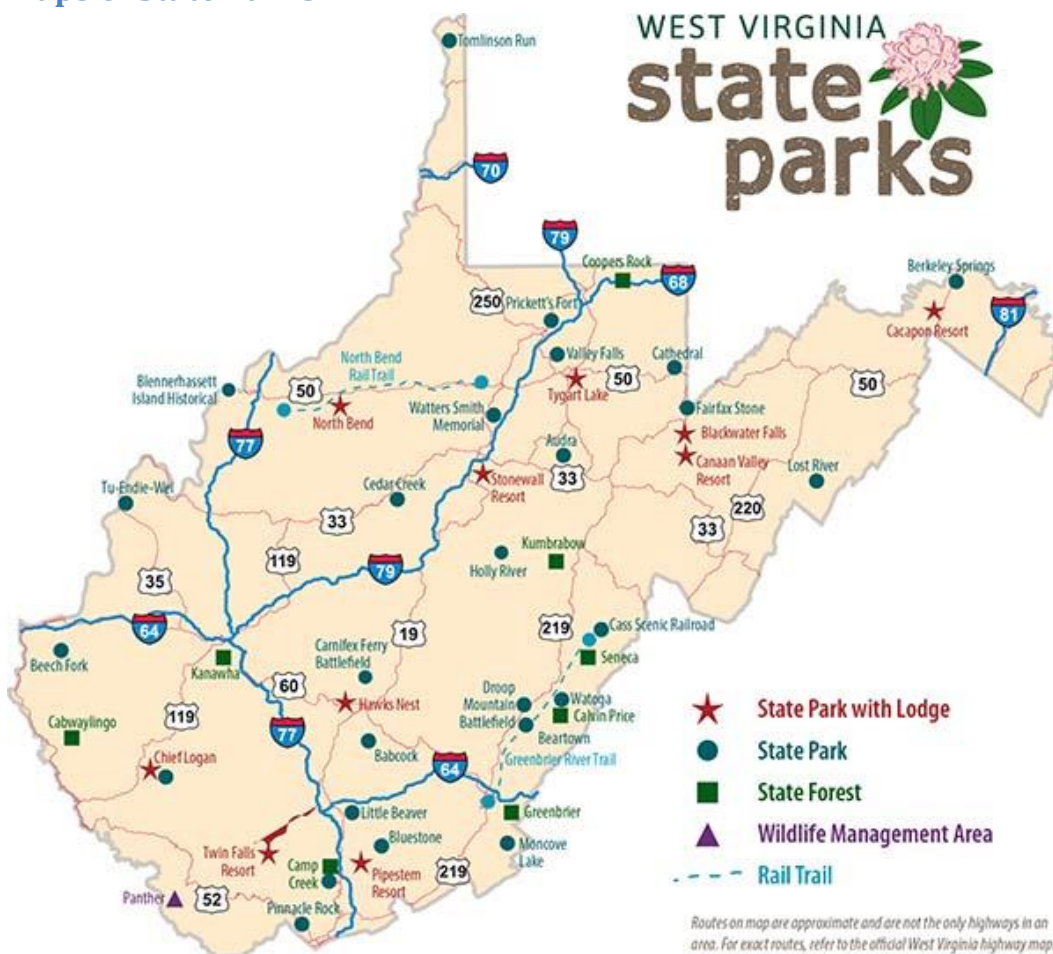 WEST VIRGINIA
state
parks
Tomlinson Run
70
79
Coopers Rock
68
Berkeley Springs
250
Prickett's Fort
81
Cacapon Resort
North Bend
Rail Trail
Valley Falls
Cathedral
Blennerhassett
Island Historical
50
Tygart Lake
50
50
North Bend
Watters Smith
Memorial
Fairfax Stone
77
Blackwater Falls
Audra
Canaan Valley
Resort
Lost River
Tu-Endie-Wei
Cedar Creek
Stonewall
Resort
33
33
220
33
119
Kumbrabow
79
Holly River
35
64
19
219
Cass Scenic Railroad
Beech Fork
Kanawha
Carnifex Ferry
Battlefield
Seneca
60
Hawks Nest
Droop
Mountain
Battlefield
Watoga
Calvin Price
Beartown
Cabwaylingo
119
77
Babcock
Greenbrier River Trail
Chief Logan
64
Little Beaver
Greenbrier
Bluestone
Moncove
Lake
Twin Falls
Resort
Camp
Creek
Pipestem
Resort
219
Panther
52
Pinnacle Rock
State Park with Lodge
State Park
State Forest
Wildlife Management Area
Rail Trail
Routes on map are approximate and are not the only highways in an
area. For exact routes, refer to the official West Virginia highway map